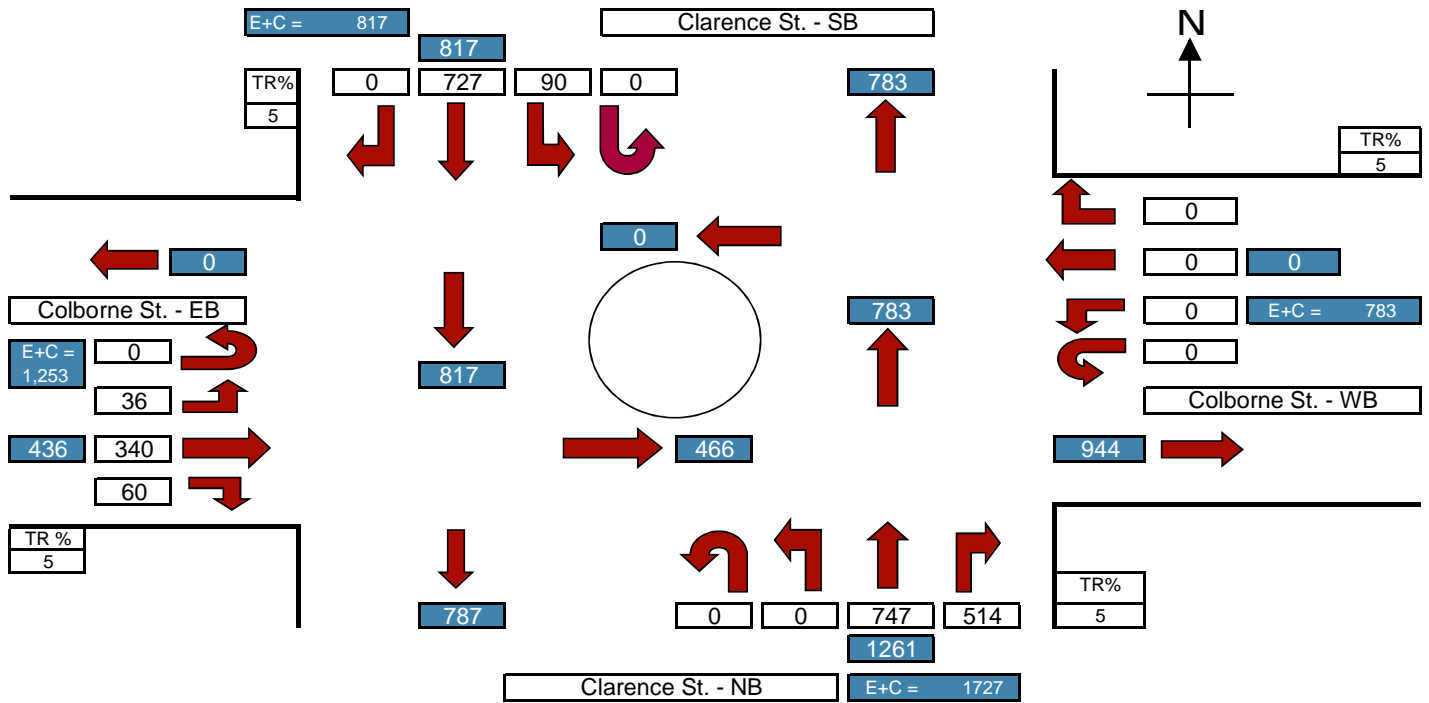 E+C = 817
Clarence St. - SB
N
817
TR%
5
0 727 90 0
783
TR%
5
0
0
0
0 0
Colborne St. - EB
783
0
E+C = 783
E+C =
1,253
0
0
817
36
Colborne St. - WB
436 340
466
944
60
TR %
5
TR%
5
787
0 0 747 514
1261
Clarence St. - NB
E+C = 1727